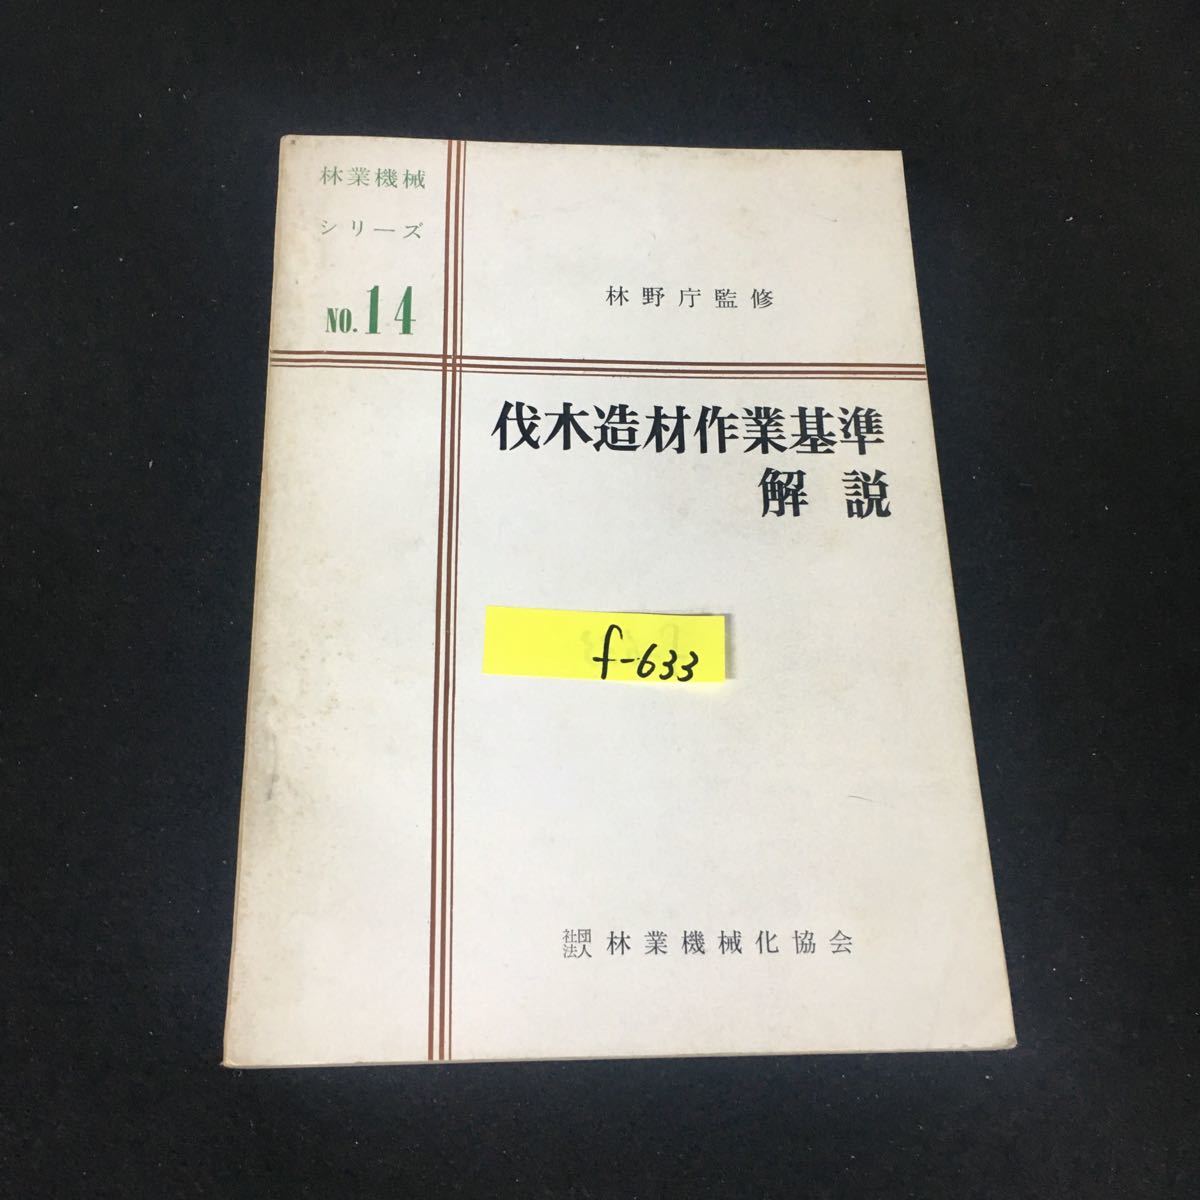 林業機械
シリーズ
NO.14
林野庁監修
伐木造材作業基準
解説
f-633
社団法人 林業機械化協会